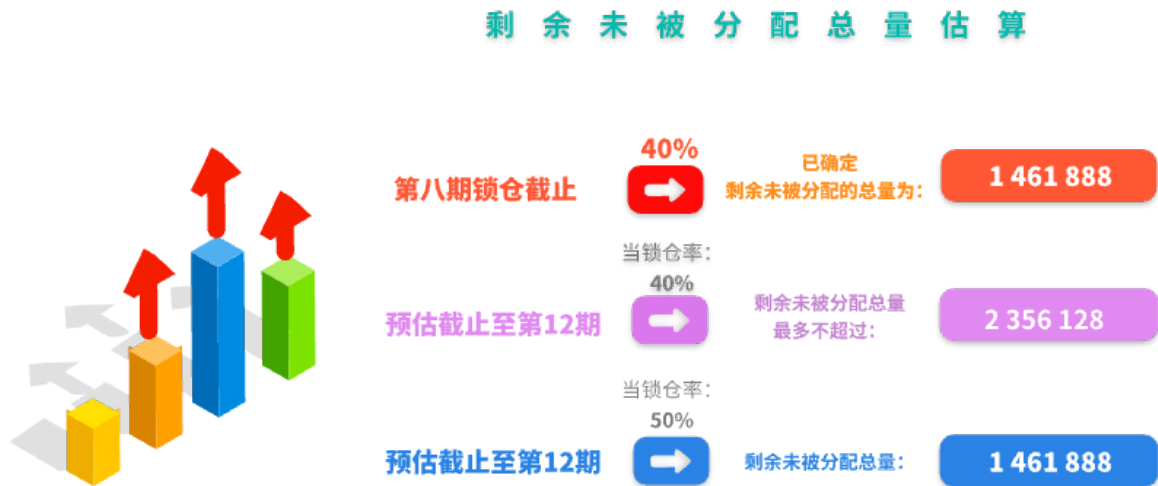 剩余未被分配总量估算
40%
第八期锁仓截止
已确定
剩余未被分配的总量为：
1 461 888
当锁仓率：
40%
预估截止至第12期
剩余未被分配总量
最多不超过：
2 356 128
当锁仓率：
50%
预估截止至第12期
剩余未被分配总量：
1 461 888